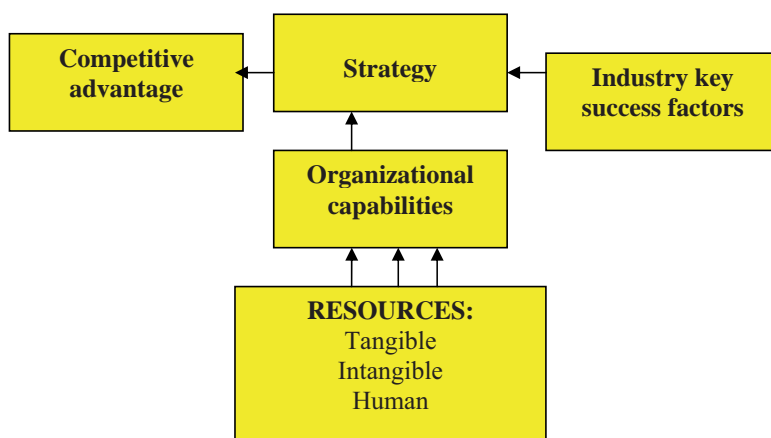 Competitive
advantage
Strategy
Industry key
success factors
Organizational
capabilities
RESOURCES:
Tangible
Intangible
Human